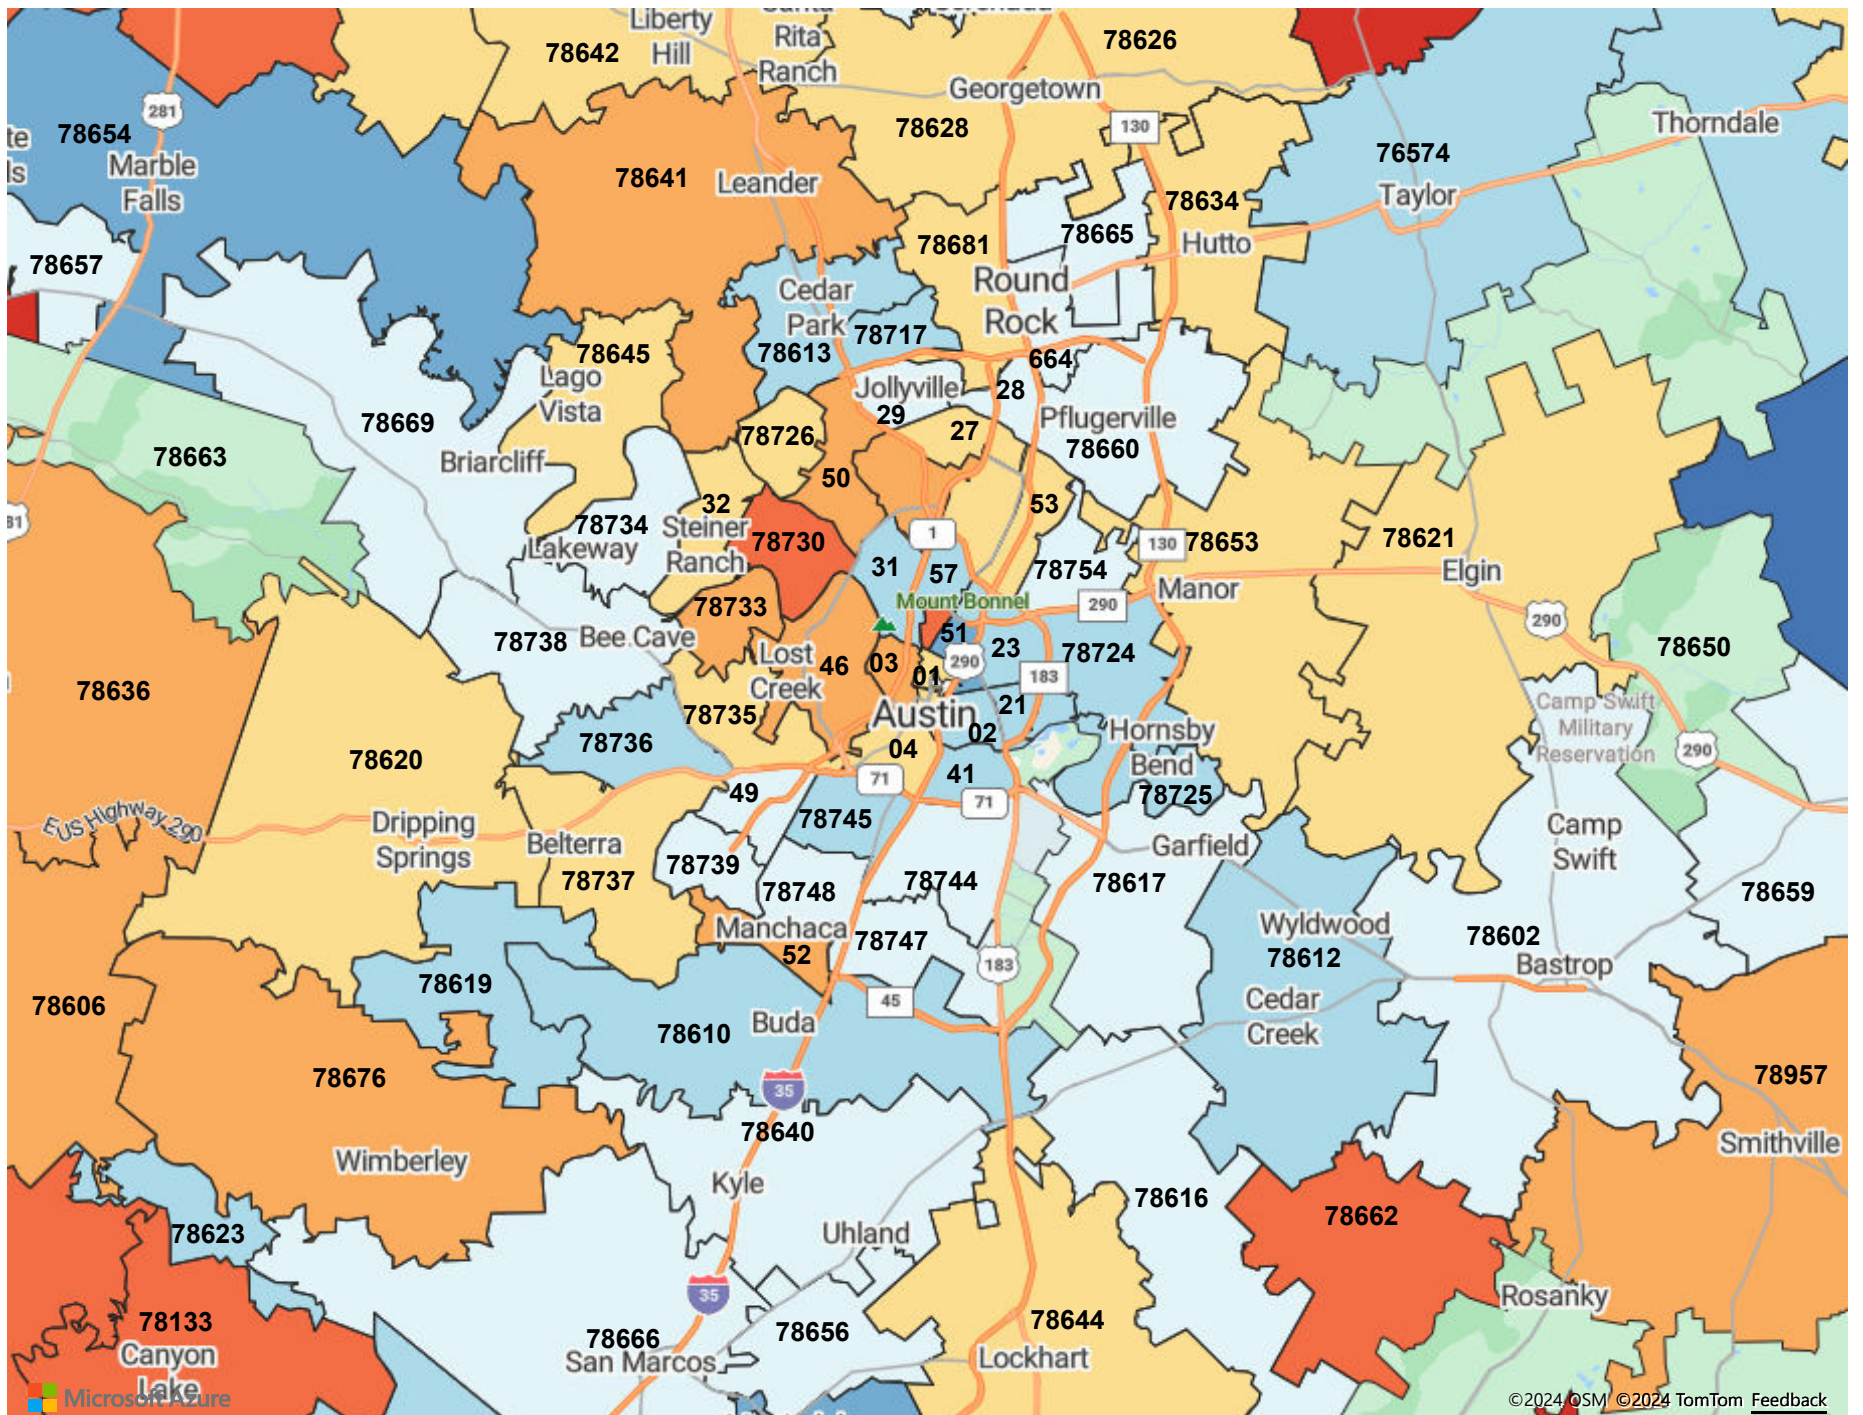 Liberty
Hill
Rita
Ranch
78642
78626
Georgetown
281
78654
Marble
Falls
130
78628
Thorndale
76574
Taylor
78641
Leander
78634
Hutto
78665
78681
78657
Cedar
Park
Round
Rock
78717
78613
664
78645
Lago
Vista
Jollyville
28
29
Pflugerville
78660
78669
27
78726
78663
Briarcliff
50
32
53
78734
Lakeway
Steiner
Ranch
78730
1
130
78653
78621
31
57
78754
Elgin
Manor
Mount Bonnel
290
78733
290
51
23
78724
78650
78738
Bee Cave
Lost
Creek
46
03
01
290
183
78636
21
Camp Swift
Military
Reservation
78735
Austin
02
Hornsby
Bend
78736
04
290
78620
71
41
71
78725
49
78745
EUS Highway 290
Dripping
Springs
Belterra
Garfield
Camp
Swift
78739
78737
78748
78744
78617
78659
Manchaca
52
78747
Wyldwood
78612
78602
Bastrop
183
78619
78606
45
Cedar
Creek
78610
Buda
78676
78957
35
78640
Smithville
Wimberley
Kyle
78616
78662
78623
Uhland
Rosanky
35
78133
Canyon
Lake
78666
San Marcos
78656
78644
Lockhart
Microsoft Azure
©2024 OSM ©2024 TomTom Feedback